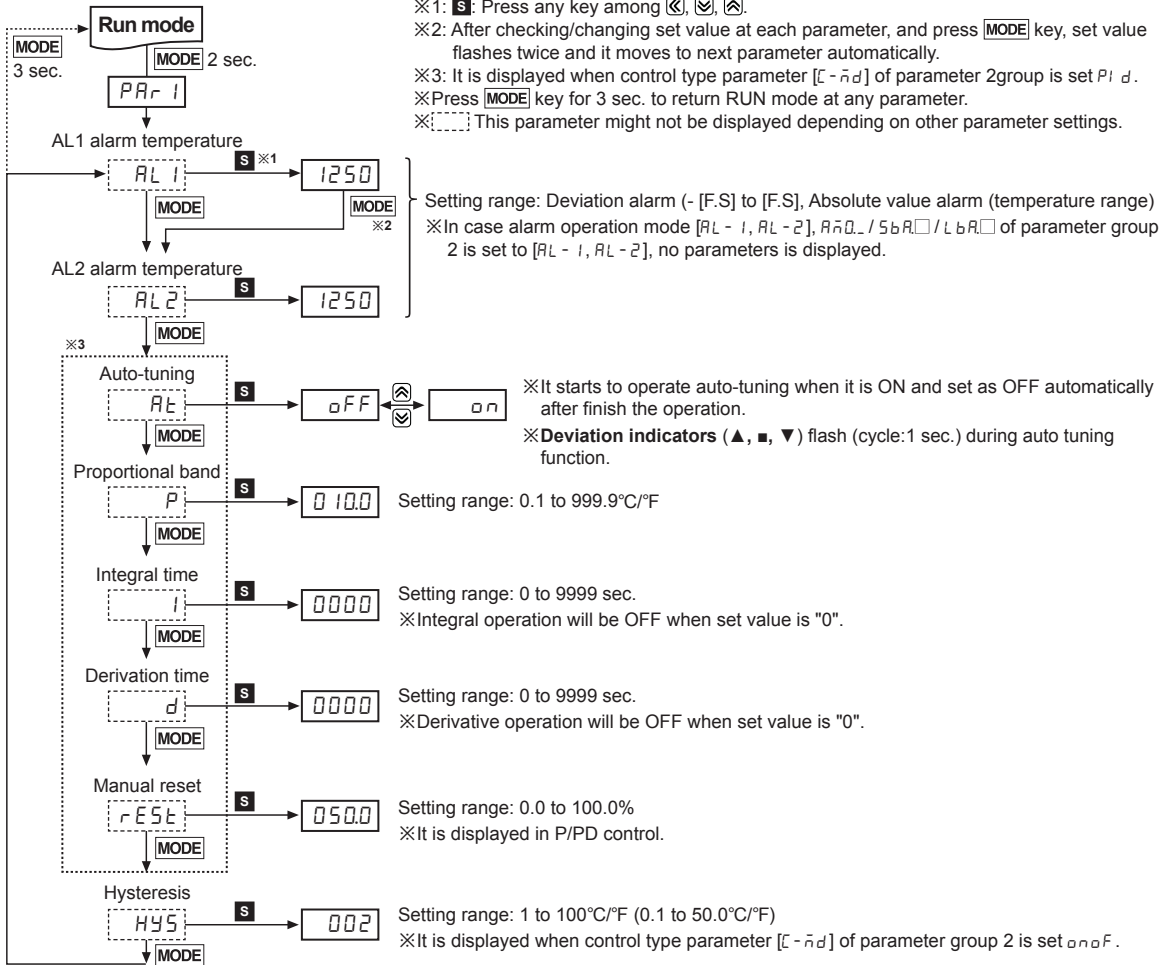 ※1: S: Press any key among «, , .
Run mode
※2: After checking/changing set value at each parameter, and press MODE key, set value
flashes twice and it moves to next parameter automatically.
MODE
3 sec.
MODE 2 sec.
※3: It is displayed when control type parameter [C-md] of parameter 2group is set PI d.
PAr 1
※Press MODE key for 3 sec. to return RUN mode at any parameter.
※ This parameter might not be displayed depending on other parameter settings.
AL1 alarm temperature
AL 1
S ※1
1250
MODE
MODE
※2
Setting range: Deviation alarm (- [F.S] to [F.S], Absolute value alarm (temperature range)
※In case alarm operation mode [AL-1, AL-2], Am0._ / SbA.□ / LbA.□ of parameter group
2 is set to [AL-1, AL-2], no parameters is displayed.
AL2 alarm temperature
AL2
S
1250
MODE
※3
Auto-tuning
At
S
oFF
on
※It starts to operate auto-tuning when it is ON and set as OFF automatically
after finish the operation.
※Deviation indicators (▲, ■, ▼) flash (cycle:1 sec.) during auto tuning
function.
MODE
Proportional band
P
S
010.0
Setting range: 0.1 to 999.9°C/°F
MODE
Integral time
I
S
0000
Setting range: 0 to 9999 sec.
※Integral operation will be OFF when set value is "0".
MODE
Derivation time
d
S
0000
Setting range: 0 to 9999 sec.
※Derivative operation will be OFF when set value is "0".
MODE
Manual reset
rESt
S
050.0
Setting range: 0.0 to 100.0%
※It is displayed in P/PD control.
MODE
Hysteresis
HYS
S
002
Setting range: 1 to 100°C/°F (0.1 to 50.0°C/°F)
※It is displayed when control type parameter [C-md] of parameter group 2 is set onoF.
MODE